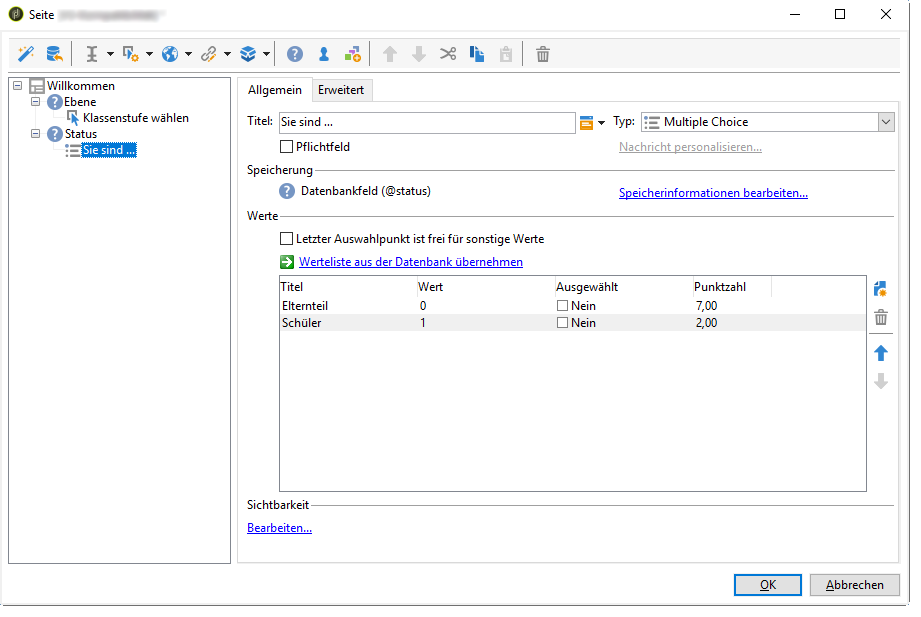 Seite
Willkommen
Ebene
Klassenstufe wählen
Status
Sie sind ...
Allgemein Erweitert
Titel: Sie sind ... Typ: Multiple Choice
Pflichtfeld Nachricht personalisieren...
Speicherung
Datenbankfeld (@status) Speicherinformationen bearbeiten...
Werte
Letzter Auswahlpunkt ist frei für sonstige Werte
Werteliste aus der Datenbank übernehmen
Titel Wert Ausgewählt Punktzahl
Elternteil 0 Nein 7,00
Schüler 1 Nein 2,00
Sichtbarkeit
Bearbeiten...
OK Abbrechen